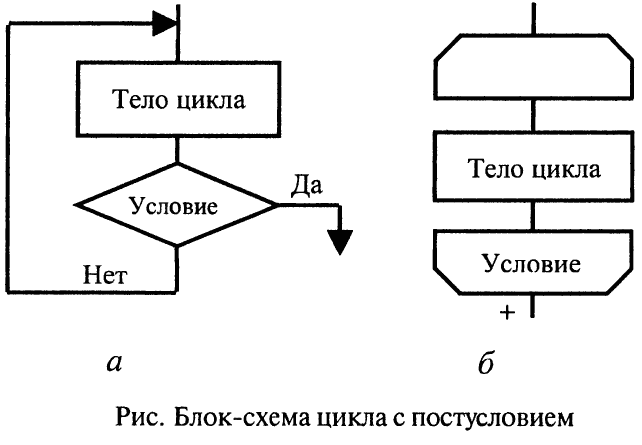 Тело цикла
Условие
Да
Нет
а
Тело цикла
Условие
+
б
Рис. Блок-схема цикла с постусловием